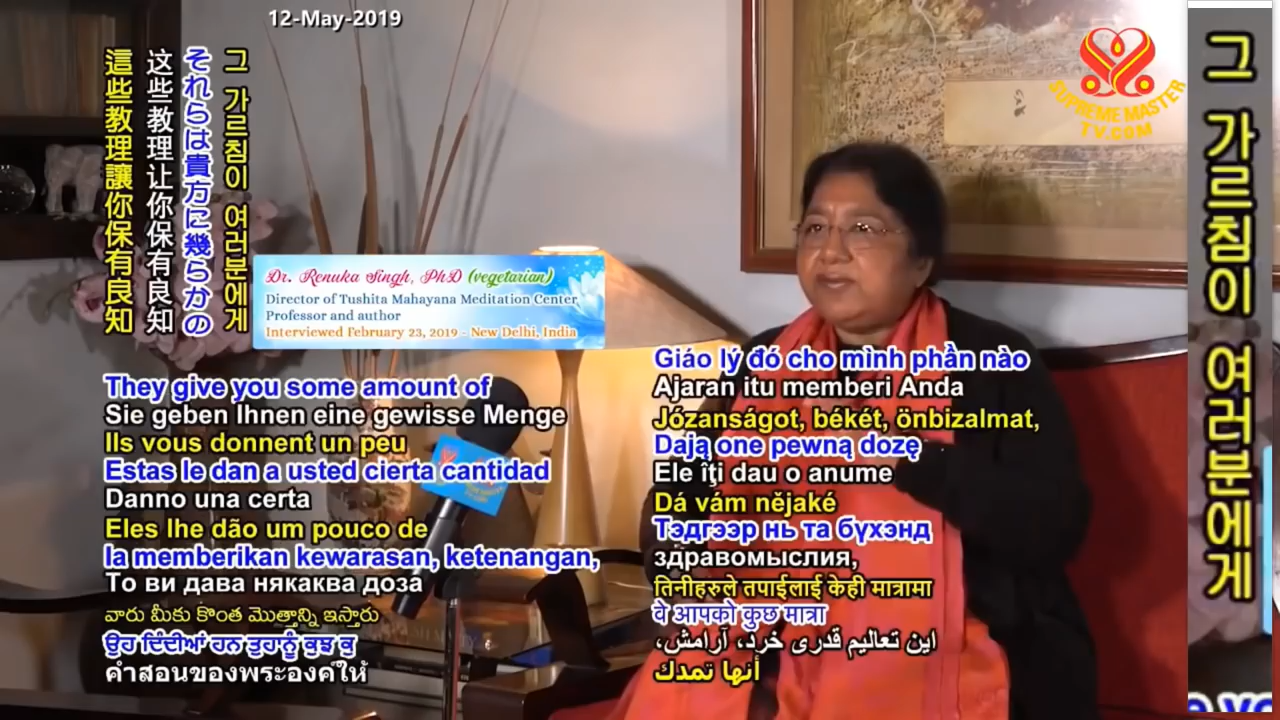 12-May-2019
SUPREME MASTER
TV.COM
그 가르침이 여러분에게
それらは貴方に幾らかの
这些教理让你保有良知
這些教理讓你保有良知
Dr. Renuka Singh, PhD (vegetarian)
Director of Tushita Mahayana Meditation Center
Professor and author
Interviewed February 23, 2019 - New Delhi, India
They give you some amount of
Sie geben Ihnen eine gewisse Menge
Ils vous donnent un peu
Estas le dan a usted cierta cantidad
Danno una certa
Eles lhe dão um pouco de
Ia memberikan kewarasan, ketenangan,
То ви дава някаква доза
వారు మీకు కొంత మొత్తాన్ని ఇస్తారు
ਉਹ ਦਿੰਦੀਆਂ ਹਨ ਤੁਹਾਨੂੰ ਕੁਝ ਕੁ
คำสอนของพระองค์ให้
Giáo lý đó cho mình phần nào
Ajaran itu memberi Anda
Józanságot, békét, önbizalmat,
Dają one pewną dozę
Ele îţi dau o anume
Dá vám nějaké
Тэдгээр нь та бүхэнд
здравомыслия,
तिनीहरुले तपाईलाई केही मात्रामा
वे आपको कुछ मात्रा
این تعالیم قدری خرد، آرامش،
أنها تمدك
그 가르침이 여러분에게